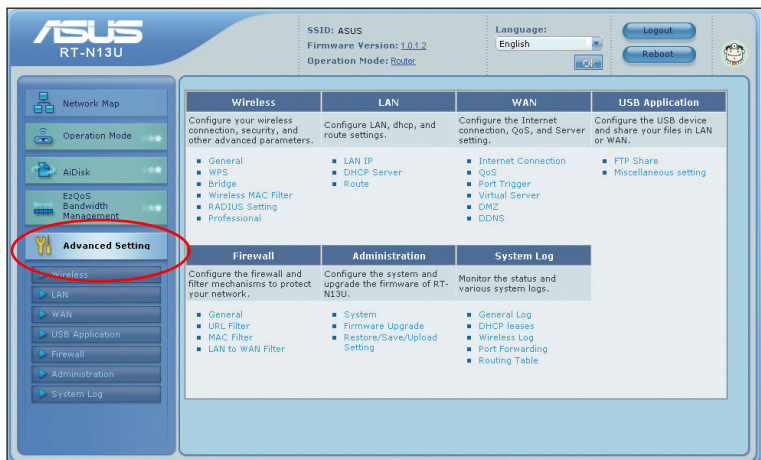 ASUS
RT-N13U
SSID: ASUS
Firmware Version: 1.0.1.2
Operation Mode: Router
Language:
English
OK
Logout
Reboot
Network Map
Operation Mode
AiDisk
EzQoS
Bandwidth
Management
Advanced Setting
Wireless
LAN
WAN
USB Application
Firewall
Administration
System Log
Wireless
Configure your wireless
connection, security, and
other advanced parameters.
General
WPS
Bridge
Wireless MAC Filter
RADIUS Setting
Professional
LAN
Configure LAN, dhcp, and
route settings.
LAN IP
DHCP Server
Route
WAN
Configure the Internet
connection, QoS, and Server
setting.
Internet Connection
QoS
Port Trigger
Virtual Server
DMZ
DDNS
USB Application
Configure the USB device
and share your files in LAN
or WAN.
FTP Share
Miscellaneous setting
Firewall
Configure the firewall and
filter mechanisms to protect
your network.
General
URL Filter
MAC Filter
LAN to WAN Filter
Administration
Configure the system and
upgrade the firmware of RT-
N13U.
System
Firmware Upgrade
Restore/Save/Upload
Setting
System Log
Monitor the status and
various system logs.
General Log
DHCP leases
Wireless Log
Port Forwarding
Routing Table